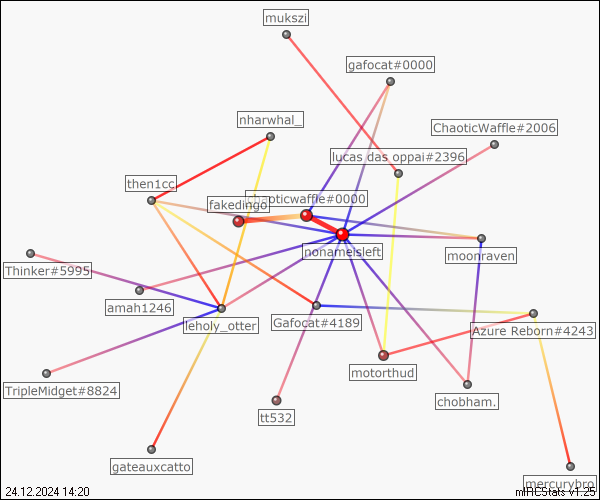 mukszi
gafocat#0000
nharwhal_
ChaoticWaffle#2006
lucas das oppai#2396
then1cc
chaoticwaffle#0000
fakedingo
nonameisleft
moonraven
Thinker#5995
amah1246
leholy_otter
Gafocat#4189
Azure Reborn#4243
motorthud
TripleMidget#8824
chobham.
tt532
gateauxcatto
mercurybro
24.12.2024 14:20
mIRCStats v1.25